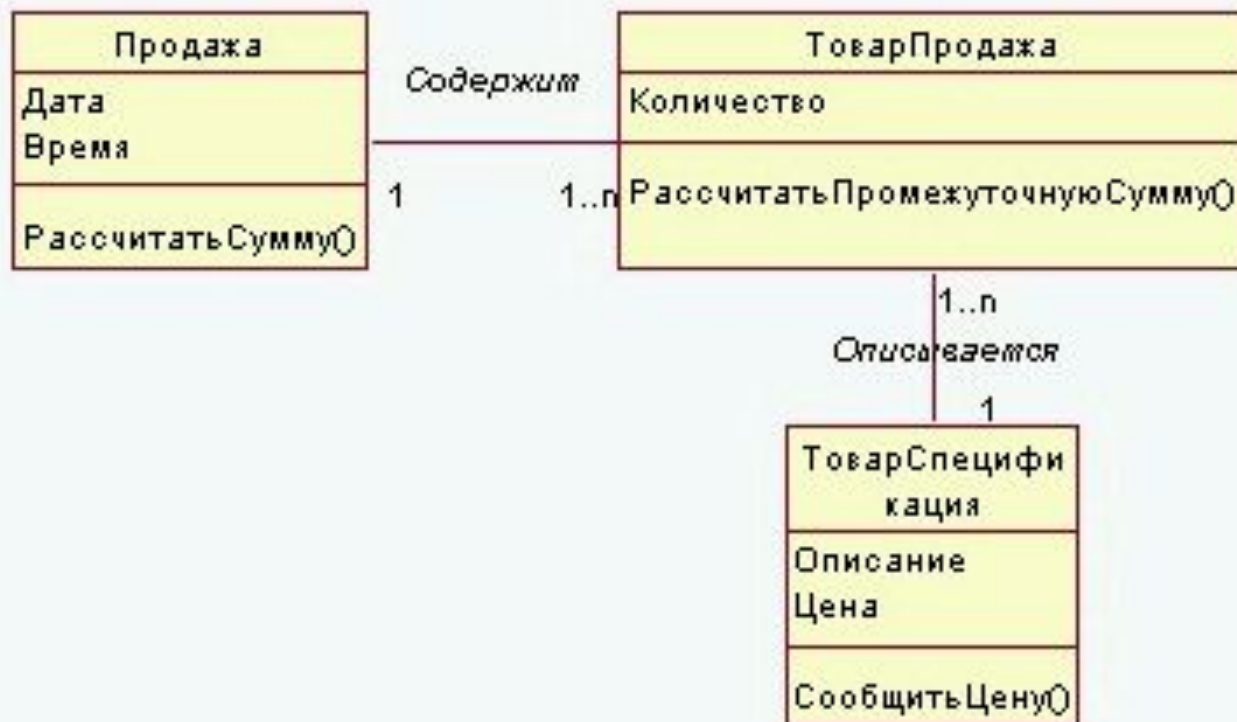 Продажа
Дата
Время
РассчитатьСумму()
Содержит
1
1..n
ТоварПродажа
Количество
РассчитатьПромежуточнуюСумму()
1..n
Описывается
1
ТоварСпецифи
кация
Описание
Цена
СообщитьЦену()